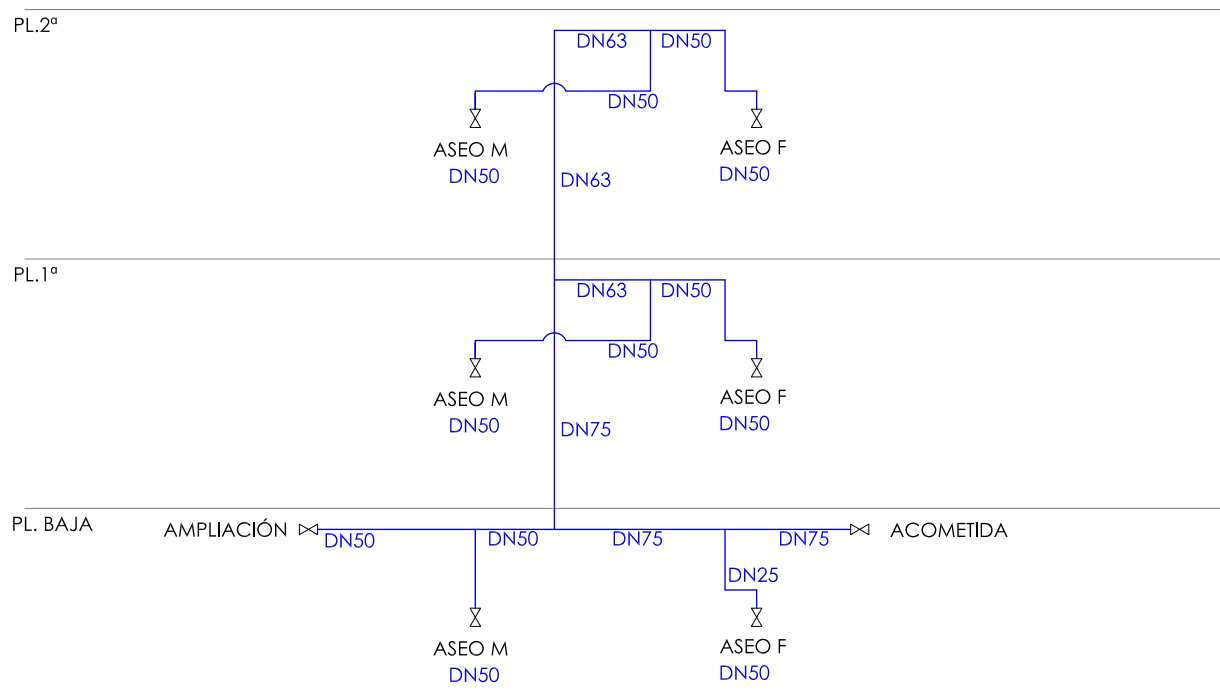 PL.2ª
DN63
DN50
DN50
ASEO M
DN50
ASEO F
DN50
DN63
PL.1ª
DN63
DN50
DN50
ASEO M
DN50
ASEO F
DN50
DN75
PL. BAJA
AMPLIACIÓN
DN50
DN50
DN75
DN75
ACOMETIDA
DN25
ASEO M
DN50
ASEO F
DN50